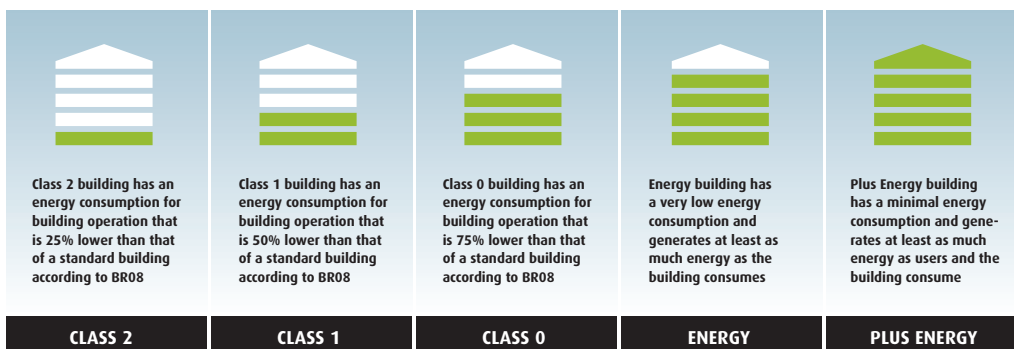 Class 2 building has an
energy consumption for
building operation that
is 25% lower than that
of a standard building
according to BR08
CLASS 2
Class 1 building has an
energy consumption for
building operation that
is 50% lower than that
of a standard building
according to BR08
CLASS 1
Class 0 building has an
energy consumption for
building operation that
is 75% lower than that
of a standard building
according to BR08
CLASS 0
Energy building has
a very low energy
consumption and
generates at least as
much energy as the
building consumes
ENERGY
Plus Energy building
has a minimal energy
consumption and gene-
rates at least as much
energy as users and the
building consume
PLUS ENERGY